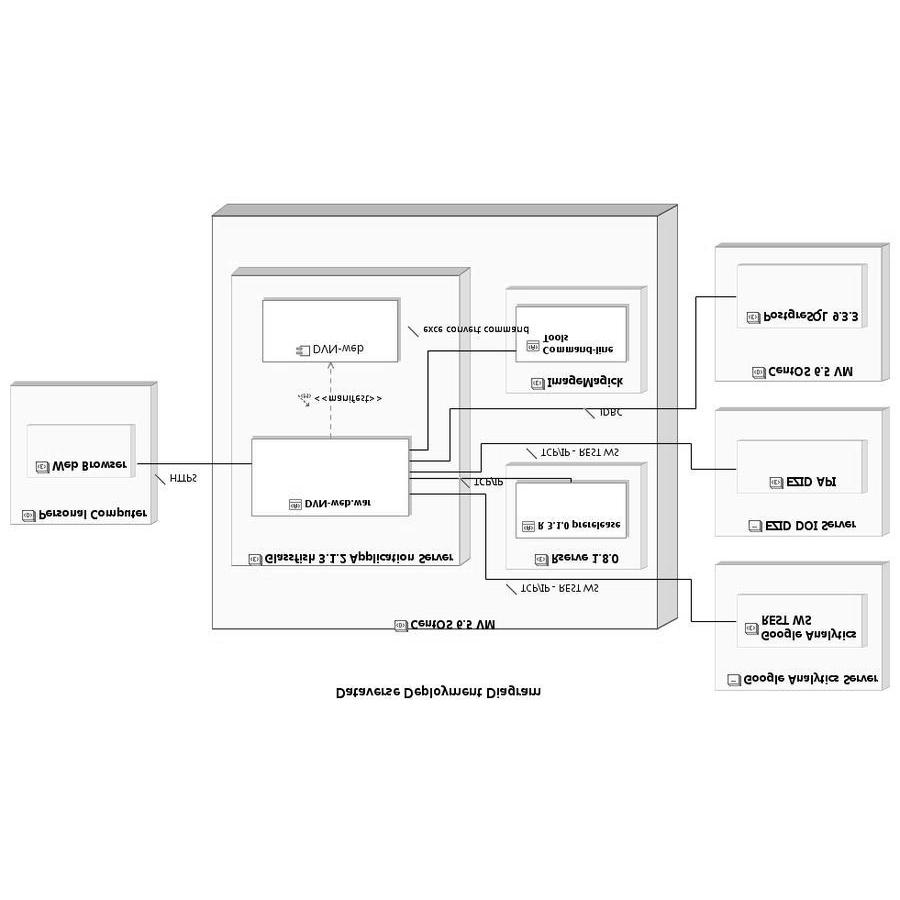 Dataverse Deployment Diagram
Google Analytics Server
Google Analytics
REST WS
CentOS 6.5 VM
TCP/IP - REST WS
Glassfish 3.1.2 Application Server
Rserve 1.8.0
R 3.1.0 prerelease
EZID DOI Server
EZID API
Personal Computer
Web Browser
HTTPS
DVN-web.war
TCP/IP
TCP/IP - REST WS
JDBC
<<manifest>>
DVN-web
ImageMagick
Command-line
Tools
exce convert command
CentOS 6.5 VM
PostgreSQL 9.3.3